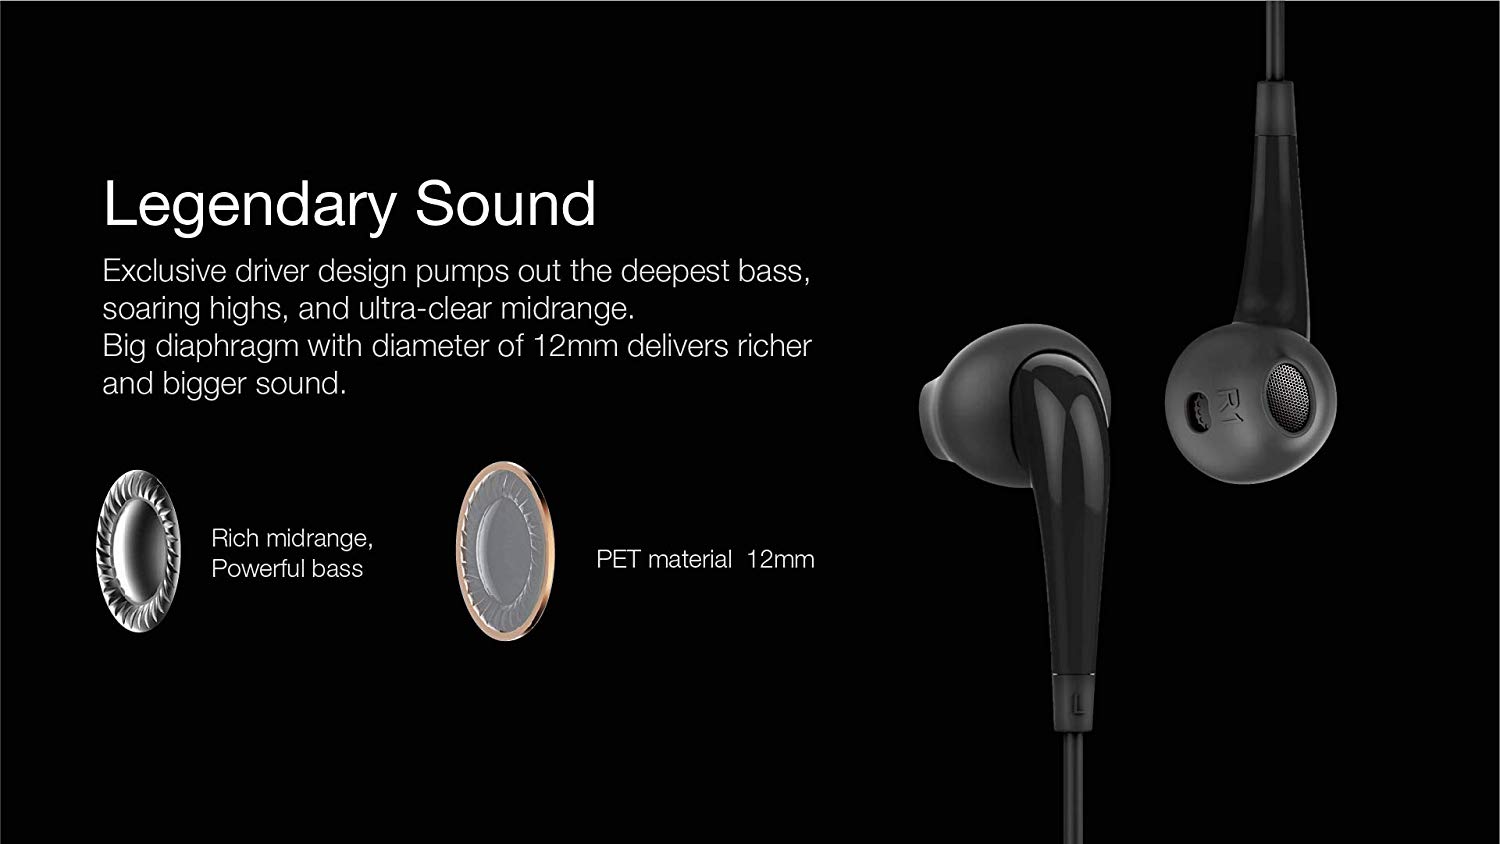 Legendary Sound
Exclusive driver design pumps out the deepest bass,
soaring highs, and ultra-clear midrange.
Big diaphragm with diameter of 12mm delivers richer
and bigger sound.
Rich midrange,
Powerful bass
PET material 12mm
R1
L